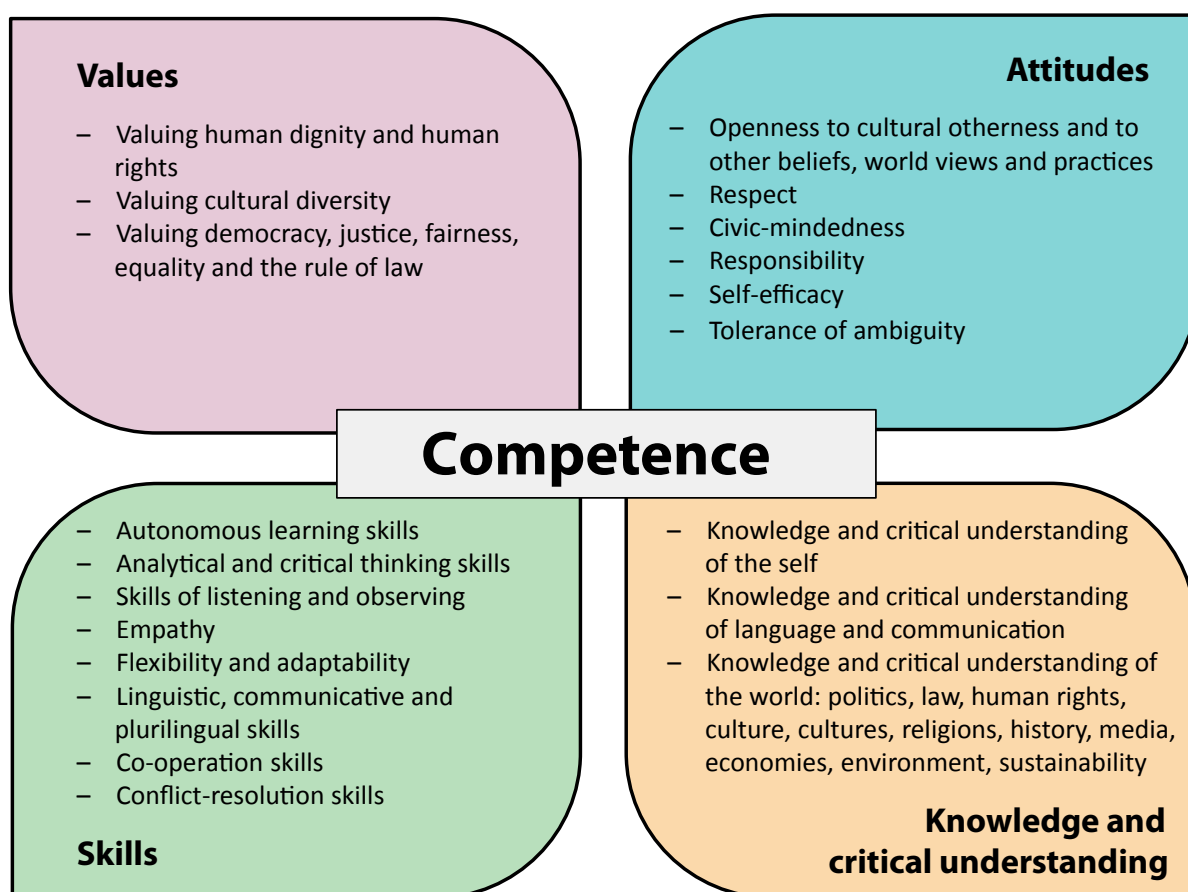 Values
– Valuing human dignity and human
rights
– Valuing cultural diversity
– Valuing democracy, justice, fairness,
equality and the rule of law
Attitudes
– Openness to cultural otherness and to
other beliefs, world views and practices
– Respect
– Civic-mindedness
– Responsibility
– Self-efficacy
– Tolerance of ambiguity
Competence
– Autonomous learning skills
– Analytical and critical thinking skills
– Skills of listening and observing
– Empathy
– Flexibility and adaptability
– Linguistic, communicative and
plurilingual skills
– Co-operation skills
– Conflict-resolution skills
Skills
– Knowledge and critical understanding
of the self
– Knowledge and critical understanding
of language and communication
– Knowledge and critical understanding of
the world: politics, law, human rights,
culture, cultures, religions, history, media,
economies, environment, sustainability
Knowledge and
critical understanding